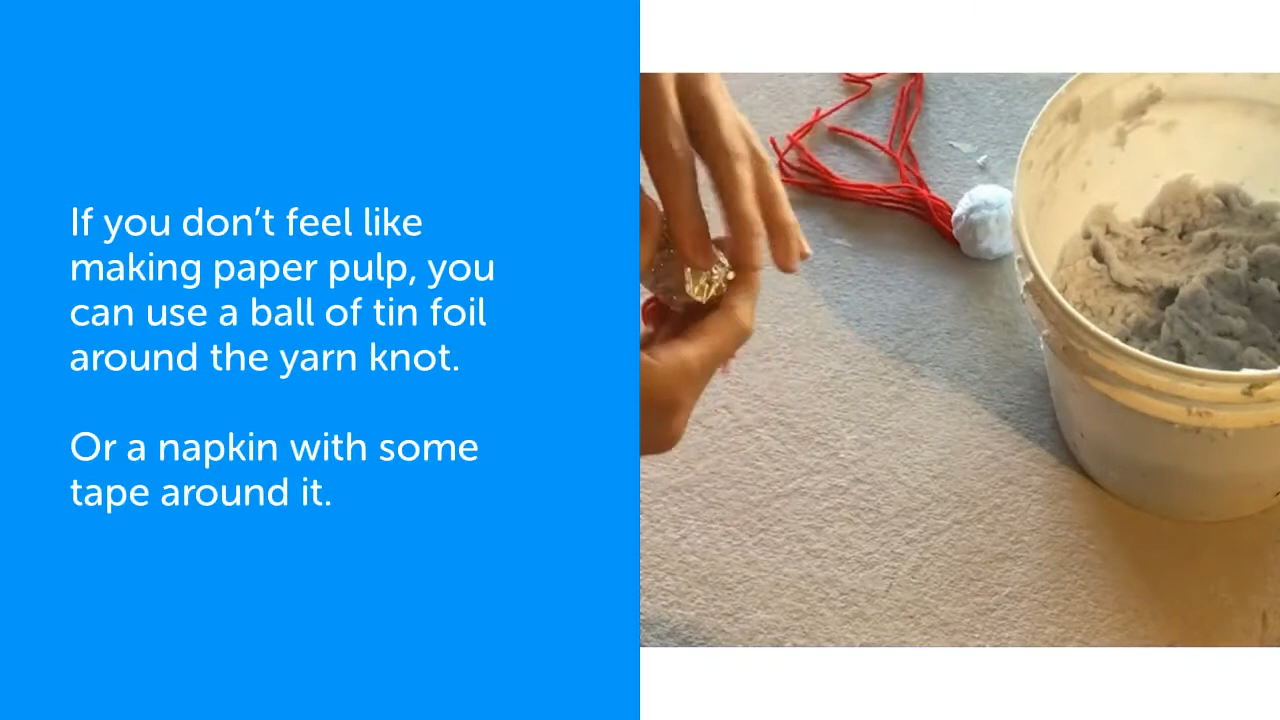 If you don’t feel like
making paper pulp, you
can use a ball of tin foil
around the yarn knot.
Or a napkin with some
tape around it.